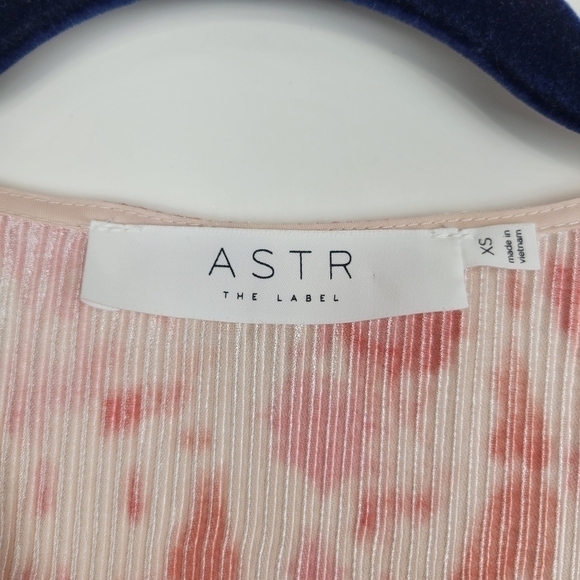 ASTR
THE LABEL
XS
made in
vietnam